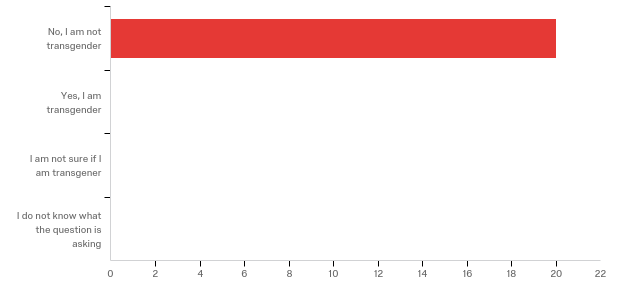 No, I am not
transgender
Yes, I am
transgender
I am not sure if I
am transgener
I do not know what
the question is
asking
0 2 4 6 8 10 12 14 16 18 20 22